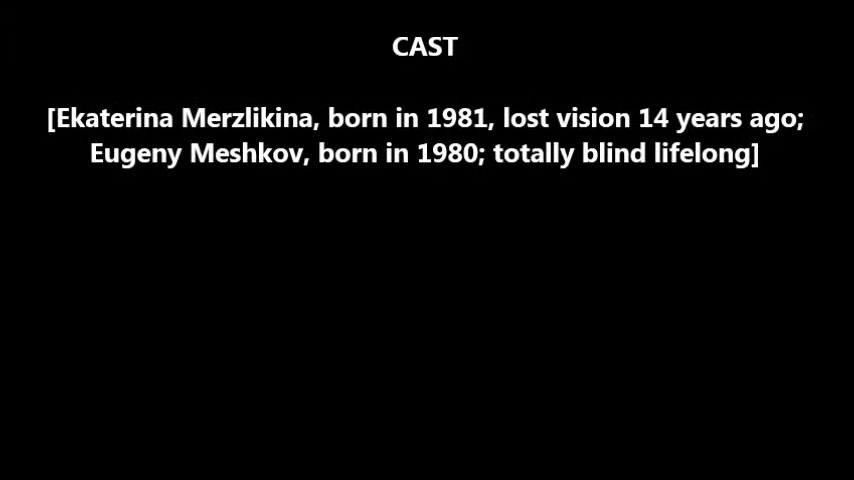 CAST
[Ekaterina Merzlikina, born in 1981, lost vision 14 years ago;
Eugeny Meshkov, born in 1980; totally blind lifelong]